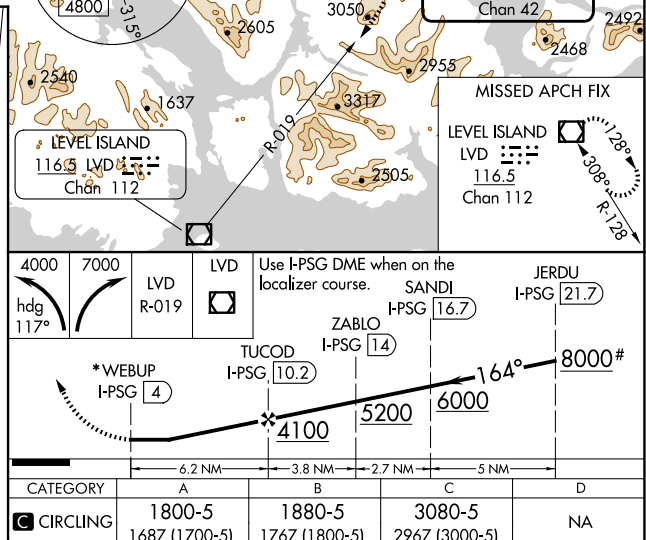 4800
315°
2605
3050
Chan 42
2492
2468
2955
2540
1637
3317
R-019
LEVEL ISLAND
116.5 LVD
Chan 112
2505
MISSED APCH FIX
LEVEL ISLAND
LVD
116.5
Chan 112
128°
308°
R-128
4000
hdg
117°
7000
LVD
R-019
LVD
Use I-PSG DME when on the
localizer course.
*WEBUP
I-PSG 4
TUCOD
I-PSG 10.2
ZABLO
I-PSG 14
SANDI
I-PSG 16.7
JERDU
I-PSG 21.7
164°
8000#
6000
5200
4100
6.2 NM
3.8 NM
2.7 NM
5 NM
CATEGORY A B C D
C CIRCLING
1800-5
1687 (1700-5)
1880-5
1767 (1800-5)
3080-5
2967 (3000-5)
NA